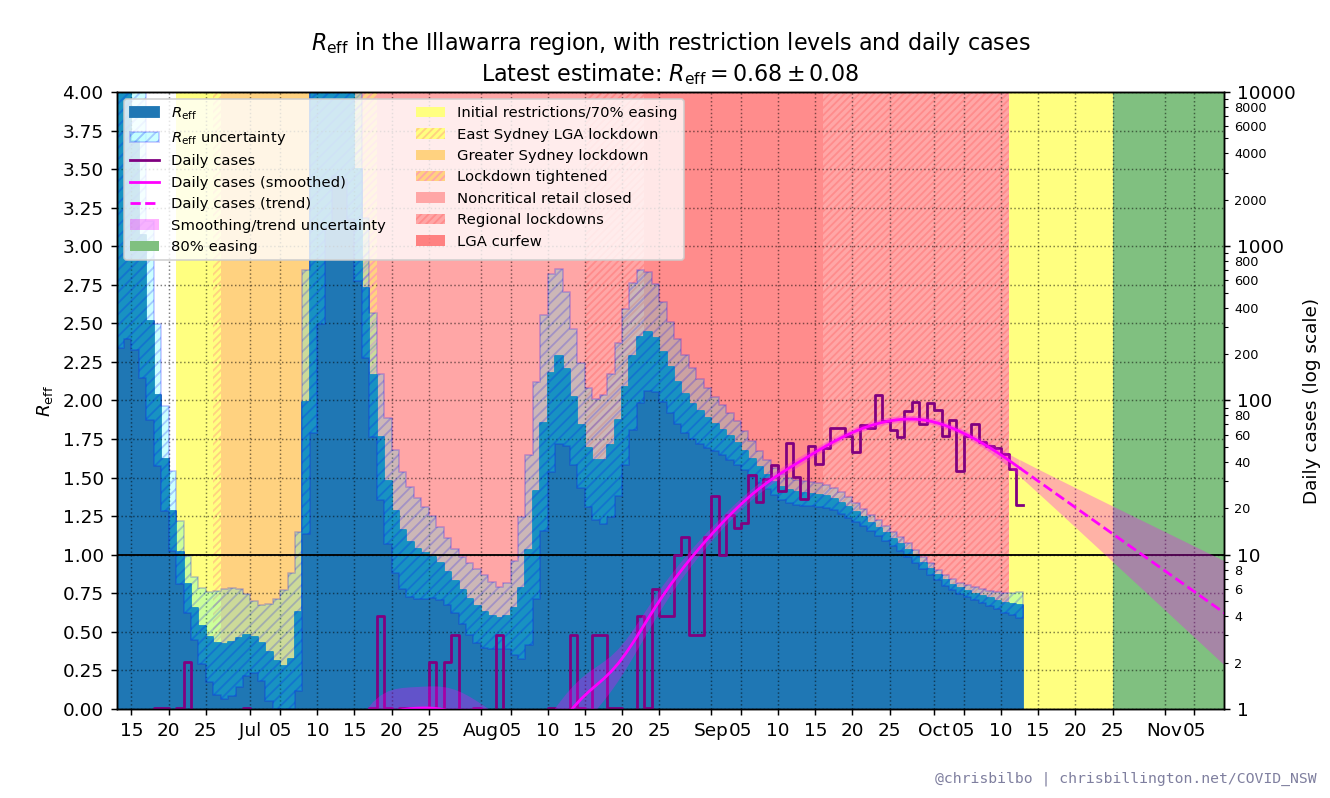 Reff in the Illawarra region, with restriction levels and daily cases
Latest estimate: Reff = 0.68 ± 0.08
Reff
Reff uncertainty
Daily cases
Daily cases (smoothed)
Daily cases (trend)
Smoothing/trend uncertainty
80% easing
Initial restrictions/70% easing
East Sydney LGA lockdown
Greater Sydney lockdown
Lockdown tightened
Noncritical retail closed
Regional lockdowns
LGA curfew
Reff
4.00
3.75
3.50
3.25
3.00
2.75
2.50
2.25
2.00
1.75
1.50
1.25
1.00
0.75
0.50
0.25
0.00
10000
8000
6000
4000
2000
1000
800
600
400
200
100
80
60
40
20
10
8
6
4
2
1
Daily cases (log scale)
15 20 25 Jul 05 10 15 20 25 Aug 05 15 20 25 Sep 05 10 15 20 25 Oct 05 10 15 20 25 Nov 05
@chrisbilbo | chrisbillington.net/COVID_NSW